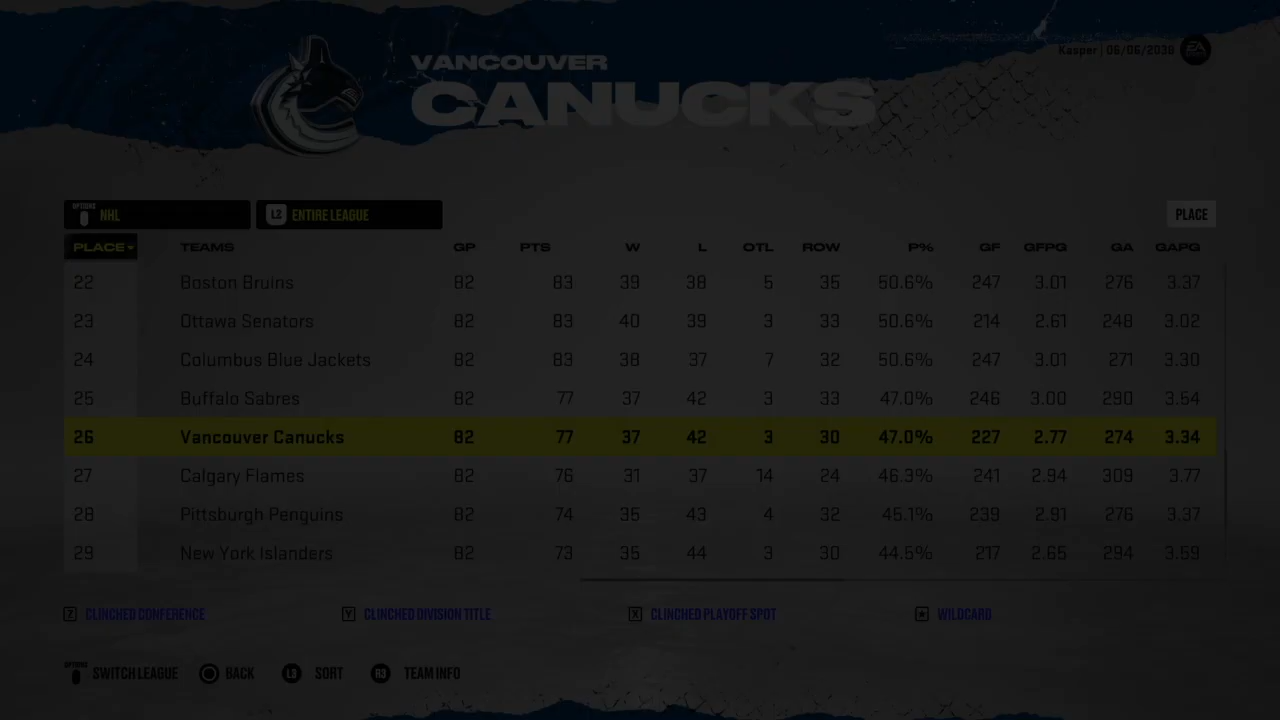 VANCOUVER
CANUCKS
Kasper | 06/06/2036 EA
OPTIONS NHL L2 ENTIRE LEAGUE PLACE
PLACE TEAMS GP PTS W L OTL ROW P% GF GFPG GA GAPG
22 Boston Bruins 82 83 39 38 5 35 50.6% 247 3.01 276 3.37
23 Ottawa Senators 82 83 40 39 3 33 50.6% 214 2.61 248 3.02
24 Columbus Blue Jackets 82 83 38 37 7 32 50.6% 247 3.01 271 3.30
25 Buffalo Sabres 82 77 37 42 3 33 47.0% 246 3.00 290 3.54
26 Vancouver Canucks 82 77 37 42 3 30 47.0% 227 2.77 274 3.34
27 Calgary Flames 82 76 31 37 14 24 46.3% 241 2.94 309 3.77
28 Pittsburgh Penguins 82 74 35 43 4 32 45.1% 239 2.91 276 3.37
29 New York Islanders 82 73 35 44 3 30 44.5% 217 2.65 294 3.59
Z CLINCHED CONFERENCE Y CLINCHED DIVISION TITLE X CLINCHED PLAYOFF SPOT WILDCARD
OPTIONS SWITCH LEAGUE BACK L3 SORT R3 TEAM INFO